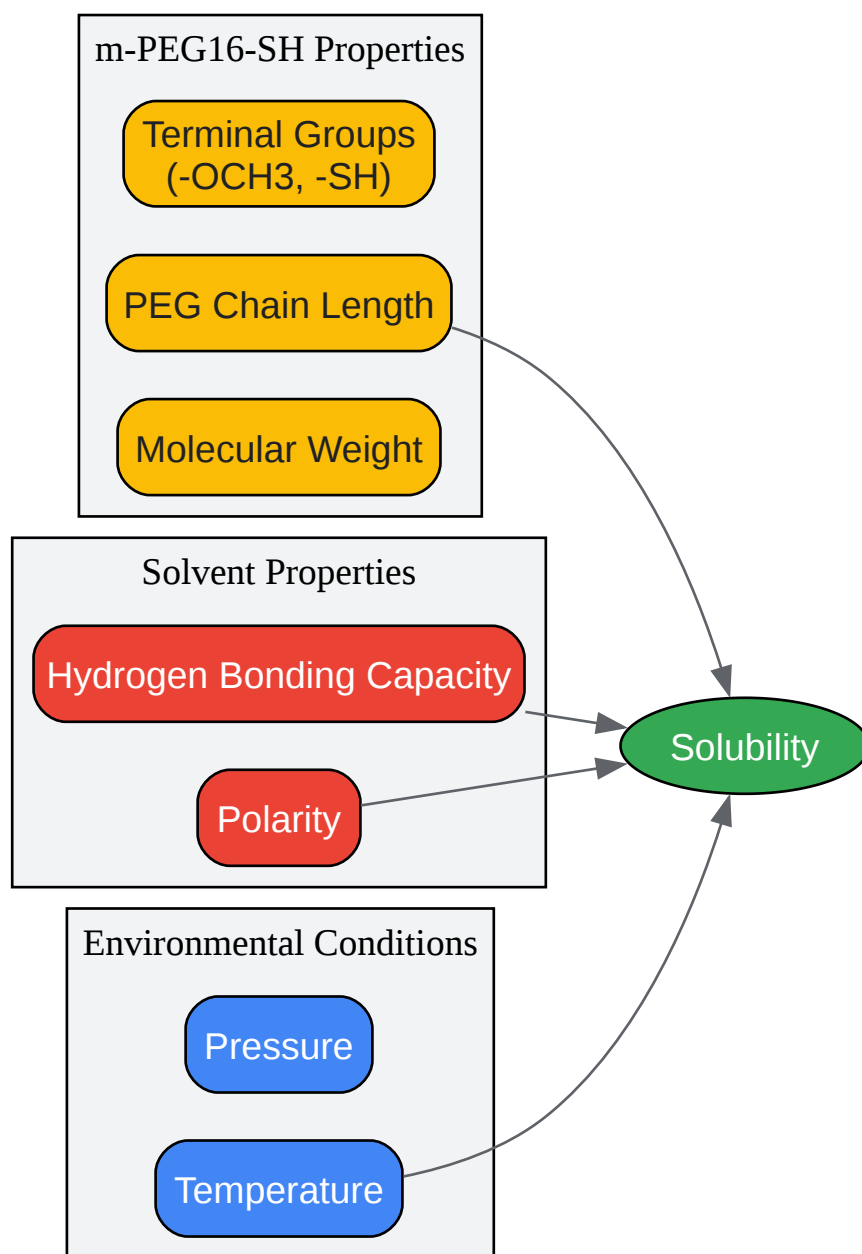 m-PEG16-SH Properties
Terminal Groups
(-OCH3, -SH)
PEG Chain Length
Molecular Weight
Solvent Properties
Hydrogen Bonding Capacity
Polarity
Solubility
Environmental Conditions
Pressure
Temperature